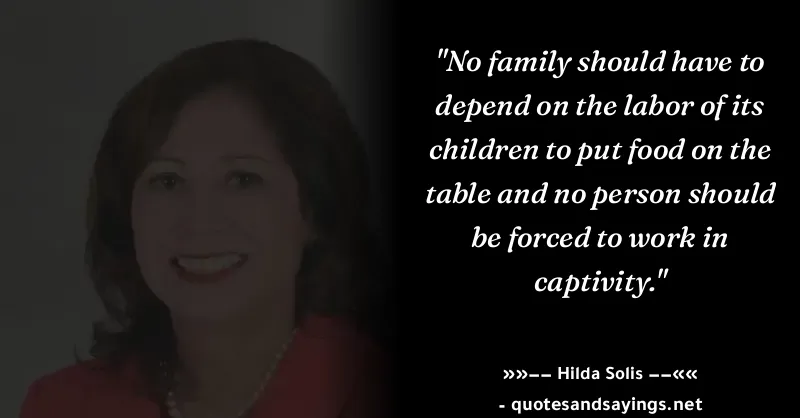 "No family should have to
depend on the labor of its
children to put food on the
table and no person should
be forced to work in
captivity."
»»–– Hilda Solis ––««
- quotesandsayings.net